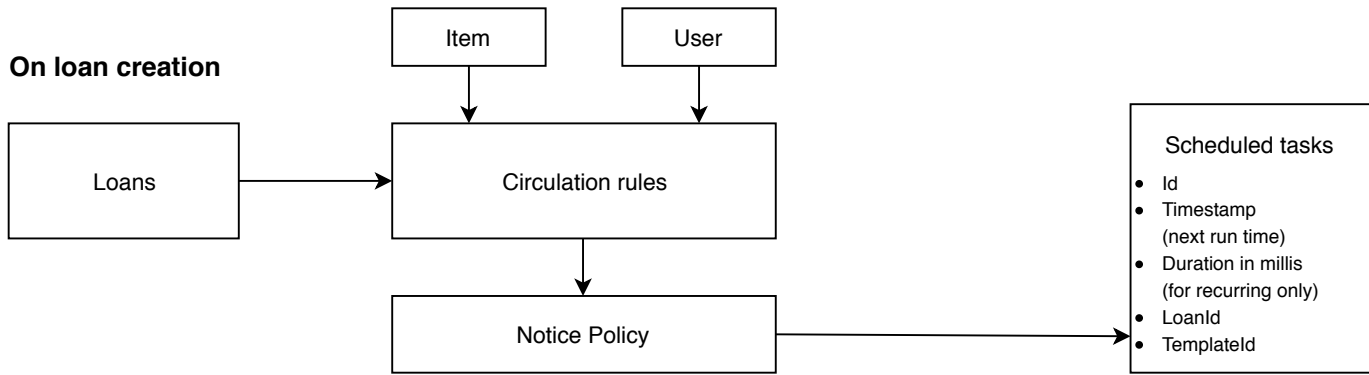 Item
User
On loan creation
Loans
Circulation rules
Notice Policy
Scheduled tasks
• Id
• Timestamp
(next run time)
• Duration in millis
(for recurring only)
• LoanId
• TemplateId